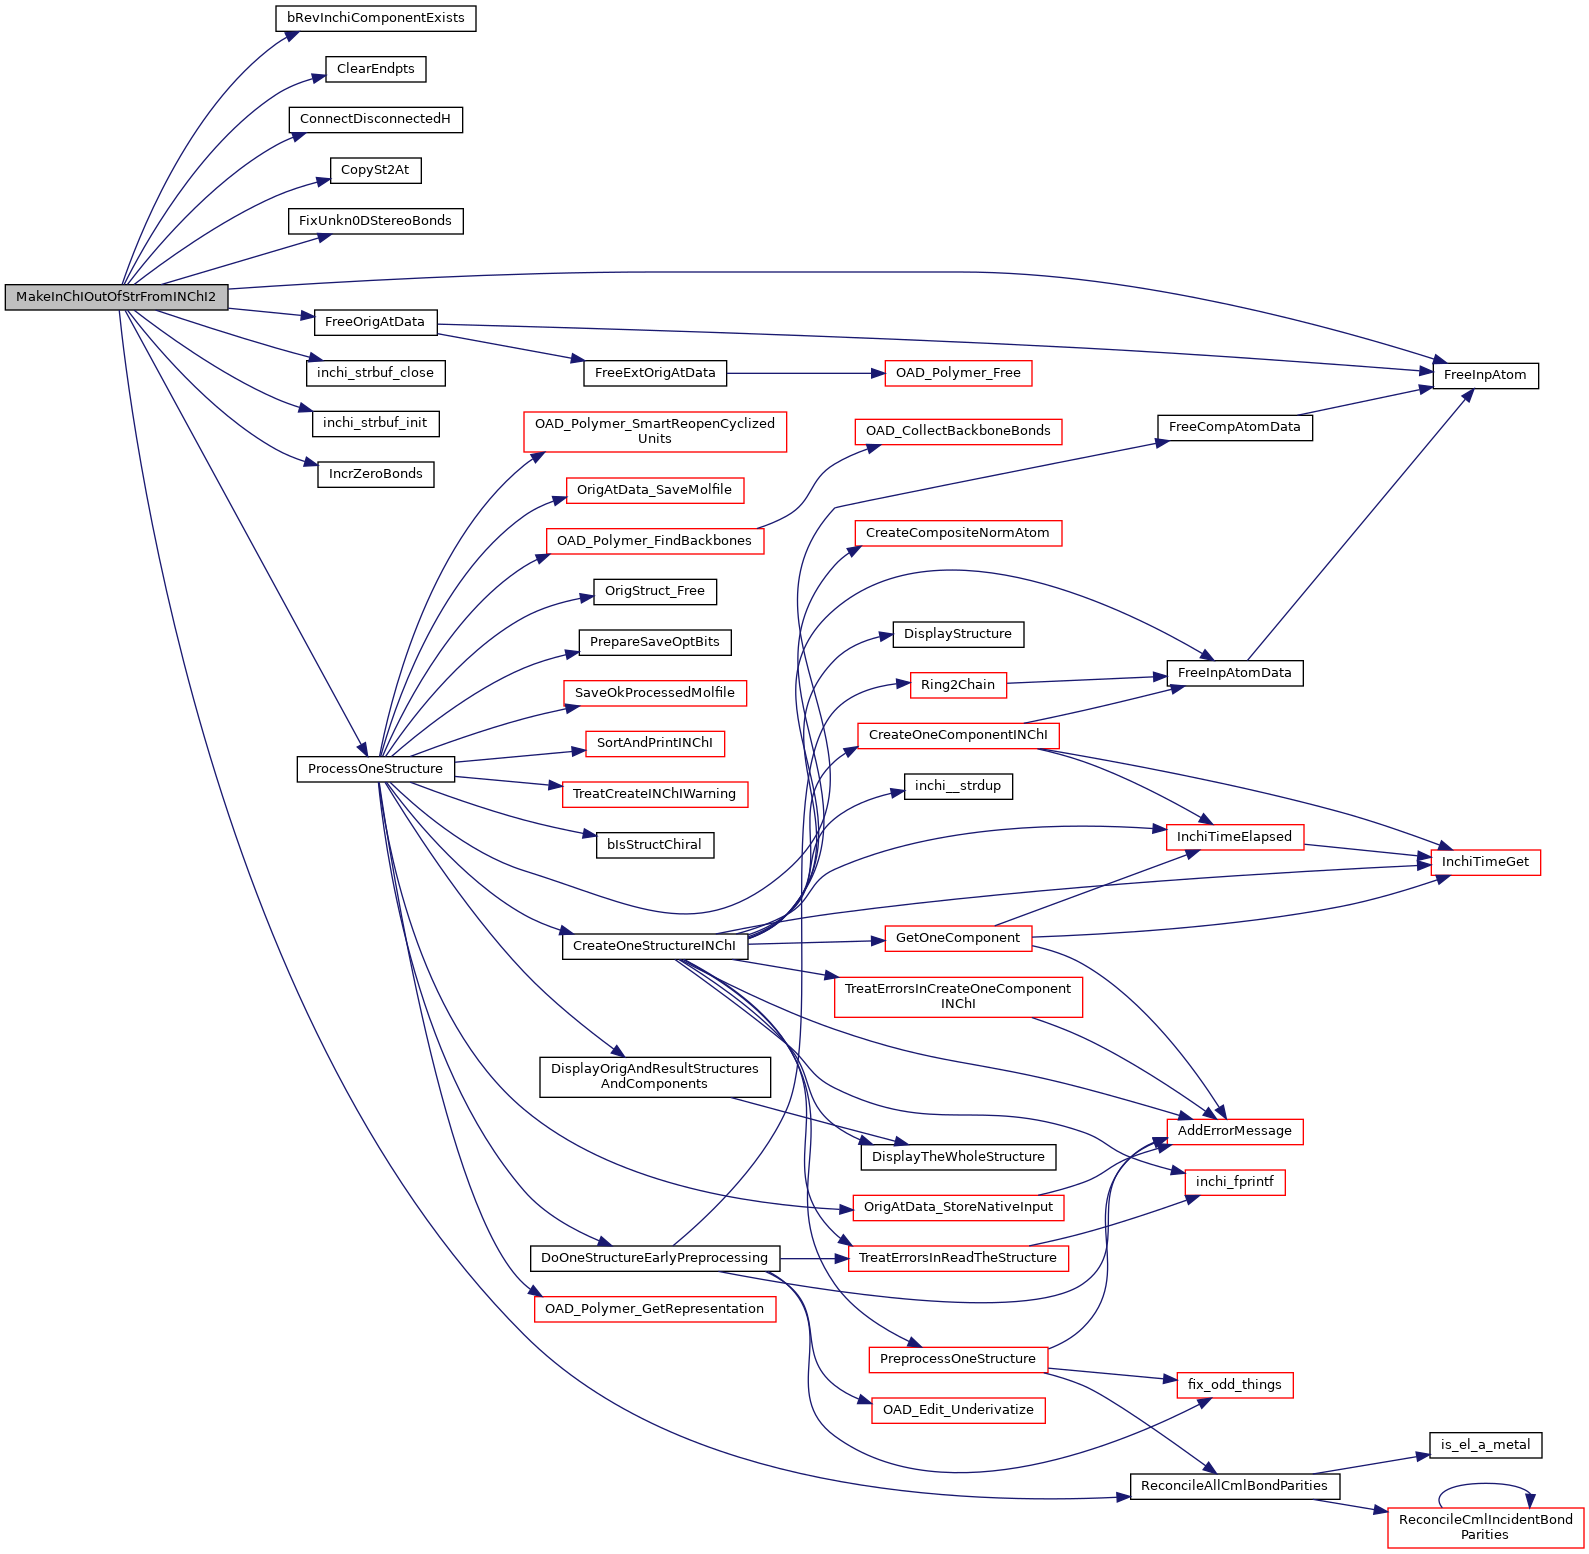 bRevInchiComponentExists
ClearEndpts
ConnectDisconnectedH
CopySt2At
FixUnkn0DStereoBonds
MakeInChIOutOfStrFromINChI2
FreeOrigAtData
inchi_strbuf_close
FreeExtOrigAtData
OAD_Polymer_Free
FreeInpAtom
inchi_strbuf_init
IncrZeroBonds
OAD_Polymer_SmartReopenCyclized
Units
OAD_CollectBackboneBonds
FreeCompAtomData
OrigAtData_SaveMolfile
OAD_Polymer_FindBackbones
CreateCompositeNormAtom
OrigStruct_Free
PrepareSaveOptBits
DisplayStructure
SaveOkProcessedMolfile
Ring2Chain
FreeInpAtomData
SortAndPrintINChI
CreateOneComponentINChI
ProcessOneStructure
TreatCreateINChIWarning
inchi__strdup
bIsStructChiral
InchiTimeElapsed
InchiTimeGet
CreateOneStructureINChI
GetOneComponent
TreatErrorsInCreateOneComponent
INChI
DisplayOrigAndResultStructures
AndComponents
AddErrorMessage
DisplayTheWholeStructure
inchi_fprintf
OrigAtData_StoreNativeInput
DoOneStructureEarlyPreprocessing
TreatErrorsInReadTheStructure
OAD_Polymer_GetRepresentation
PreprocessOneStructure
fix_odd_things
OAD_Edit_Underivatize
is_el_a_metal
ReconcileAllCmlBondParities
ReconcileCmlIncidentBond
Parities